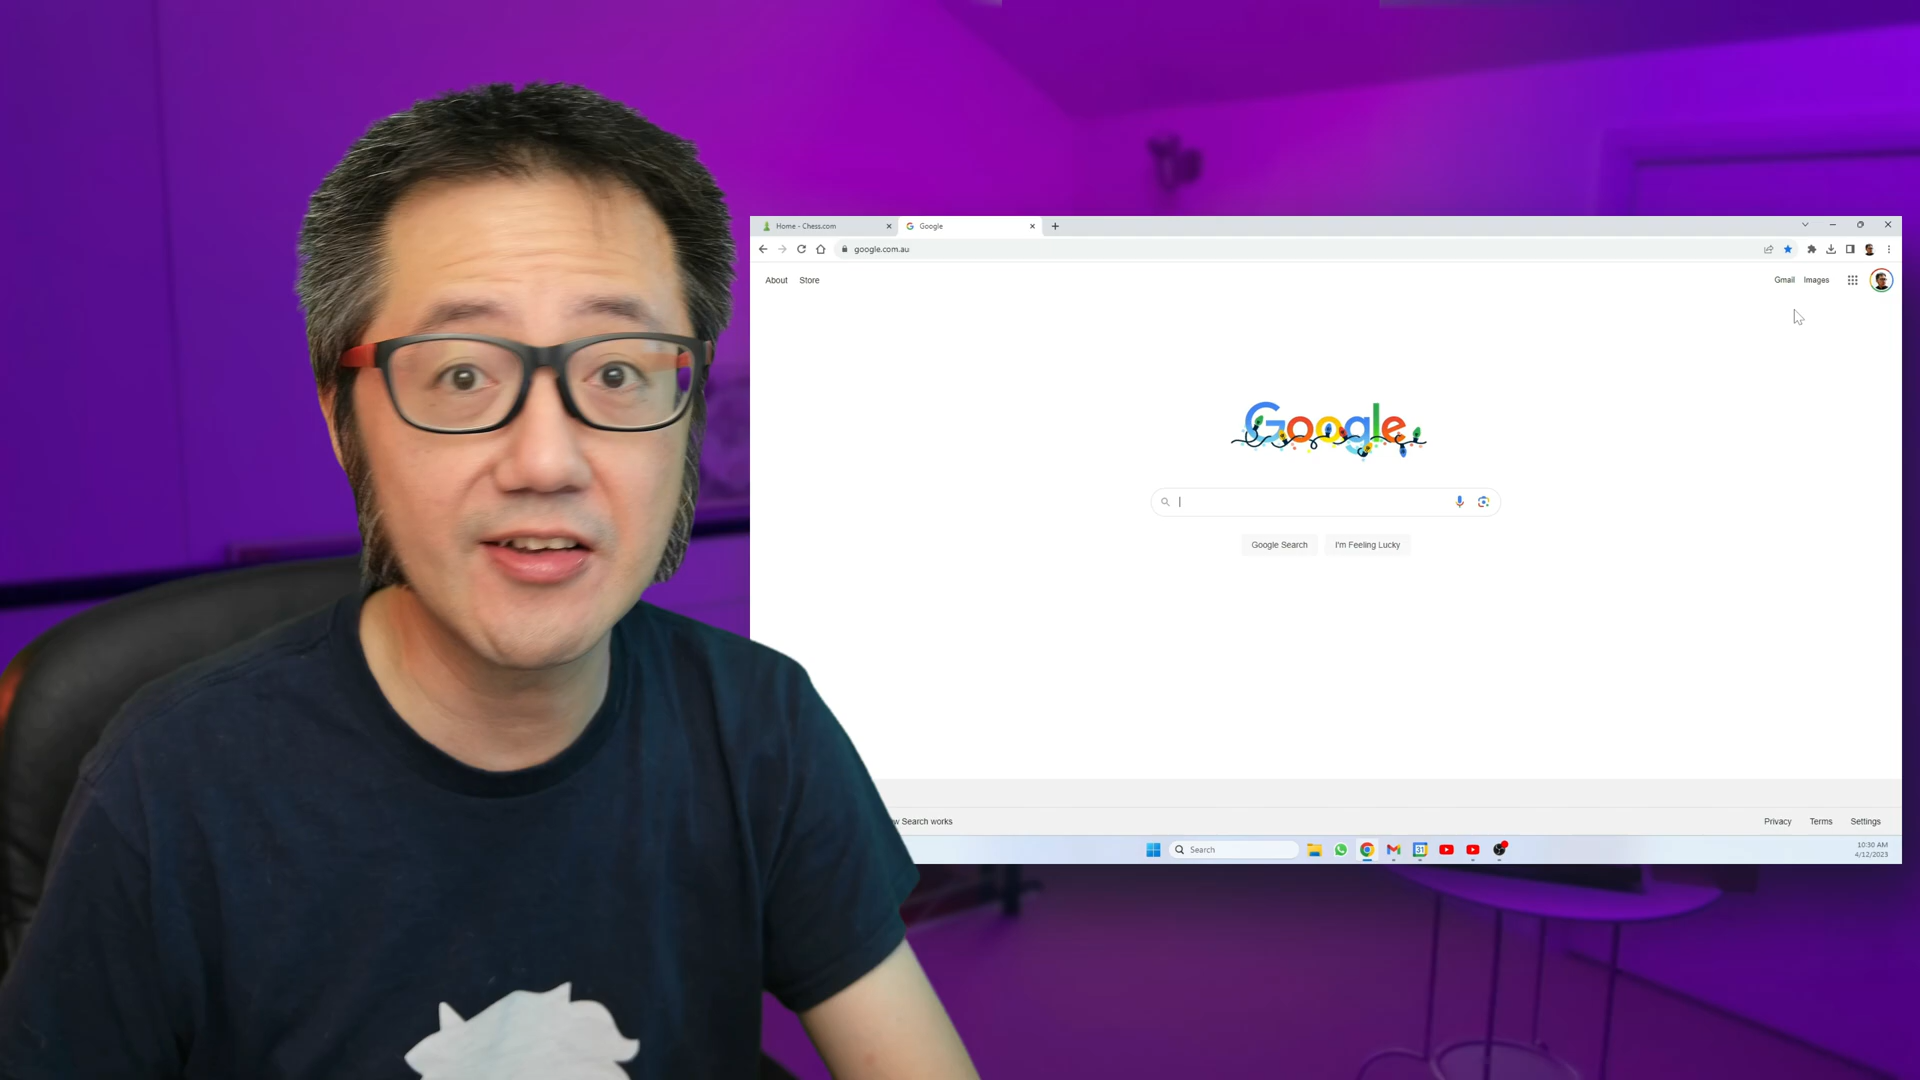 Home - Chess.com
Google
google.com.au
About Store
Gmail Images
Google
Google Search I'm Feeling Lucky
w Search works
Privacy Terms Settings
Search
31
10:30 AM
4/12/2023